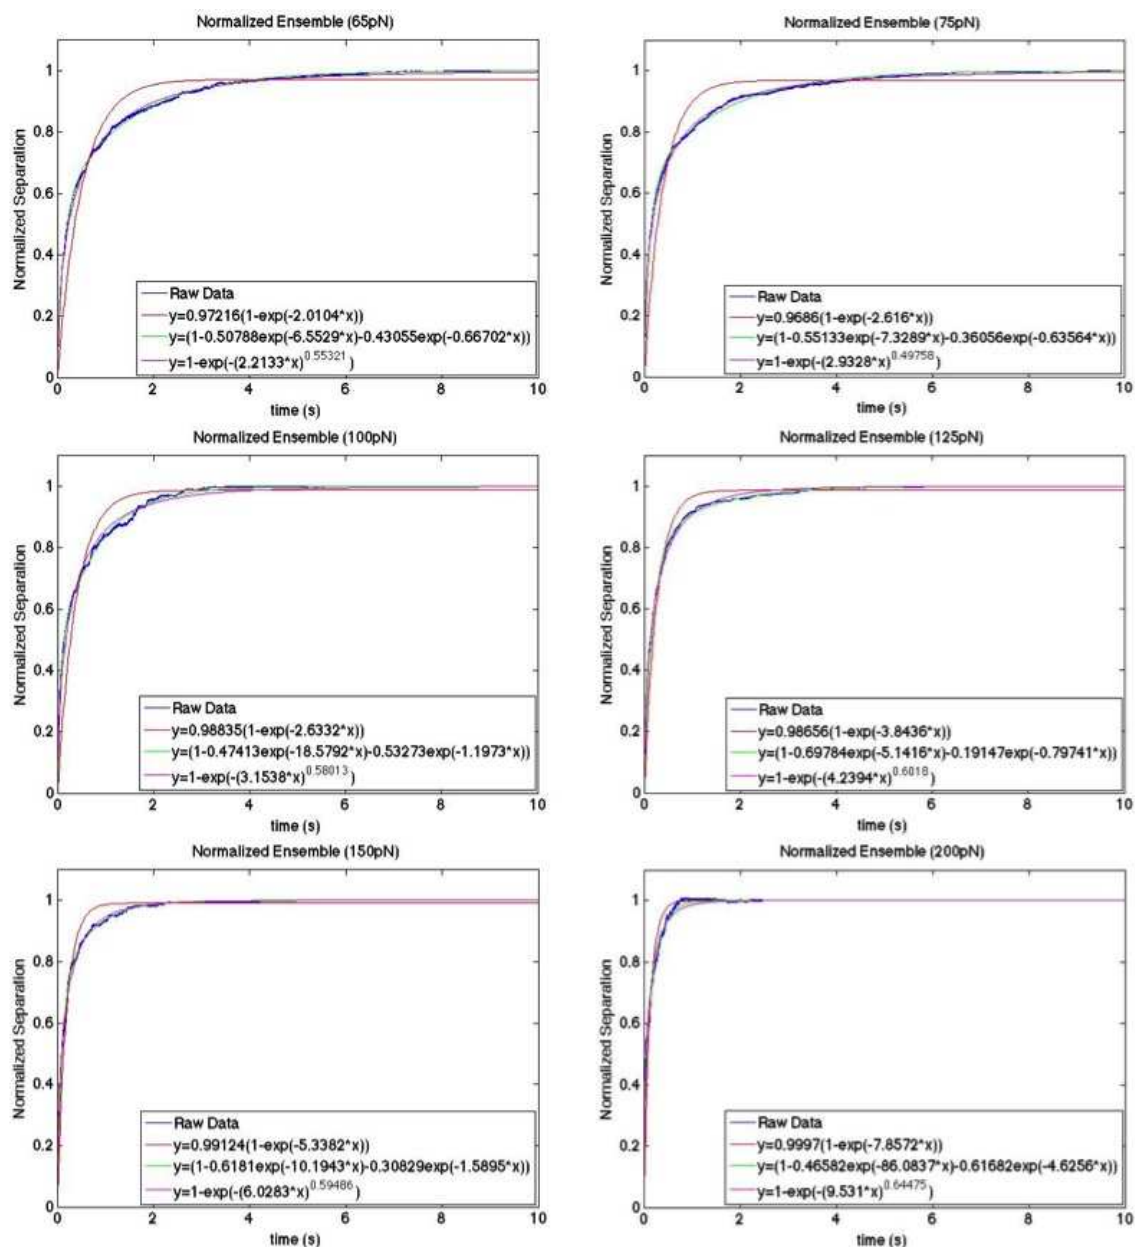 Normalized Ensemble (65pN)
1
0.8
0.6
0.4
0.2
0
Normalized Separation
Raw Data
y=0.97216(1-exp(-2.0104*x))
y=(1-0.50788exp(-6.5529*x)-0.43055exp(-0.66702*x))
y=1-exp(-(2.2133*x)^0.55321)
0 2 4 6 8 10
time (s)
Normalized Ensemble (75pN)
1
0.8
0.6
0.4
0.2
0
Normalized Separation
Raw Data
y=0.9686(1-exp(-2.616*x))
y=(1-0.55133exp(-7.3289*x)-0.36056exp(-0.63564*x))
y=1-exp(-(2.9328*x)^0.49758)
0 2 4 6 8 10
time (s)
Normalized Ensemble (100pN)
1
0.8
0.6
0.4
0.2
0
Normalized Separation
Raw Data
y=0.98835(1-exp(-2.6332*x))
y=(1-0.47413exp(-18.5792*x)-0.53273exp(-1.1973*x))
y=1-exp(-(3.1538*x)^0.58013)
0 2 4 6 8 10
time (s)
Normalized Ensemble (125pN)
1
0.8
0.6
0.4
0.2
0
Normalized Separation
Raw Data
y=0.98656(1-exp(-3.8436*x))
y=(1-0.69784exp(-5.1416*x)-0.19147exp(-0.79741*x))
y=1-exp(-(4.2394*x)^0.6018)
0 2 4 6 8 10
time (s)
Normalized Ensemble (150pN)
1
0.8
0.6
0.4
0.2
0
Normalized Separation
Raw Data
y=0.99124(1-exp(-5.3382*x))
y=(1-0.6181exp(-10.1943*x)-0.30829exp(-1.5895*x))
y=1-exp(-(6.0283*x)^0.59486)
0 2 4 6 8 10
time (s)
Normalized Ensemble (200pN)
1
0.8
0.6
0.4
0.2
0
Normalized Separation
Raw Data
y=0.9997(1-exp(-7.8572*x))
y=(1-0.46582exp(-86.0837*x)-0.61682exp(-4.6256*x))
y=1-exp(-(9.531*x)^0.64475)
0 2 4 6 8 10
time (s)